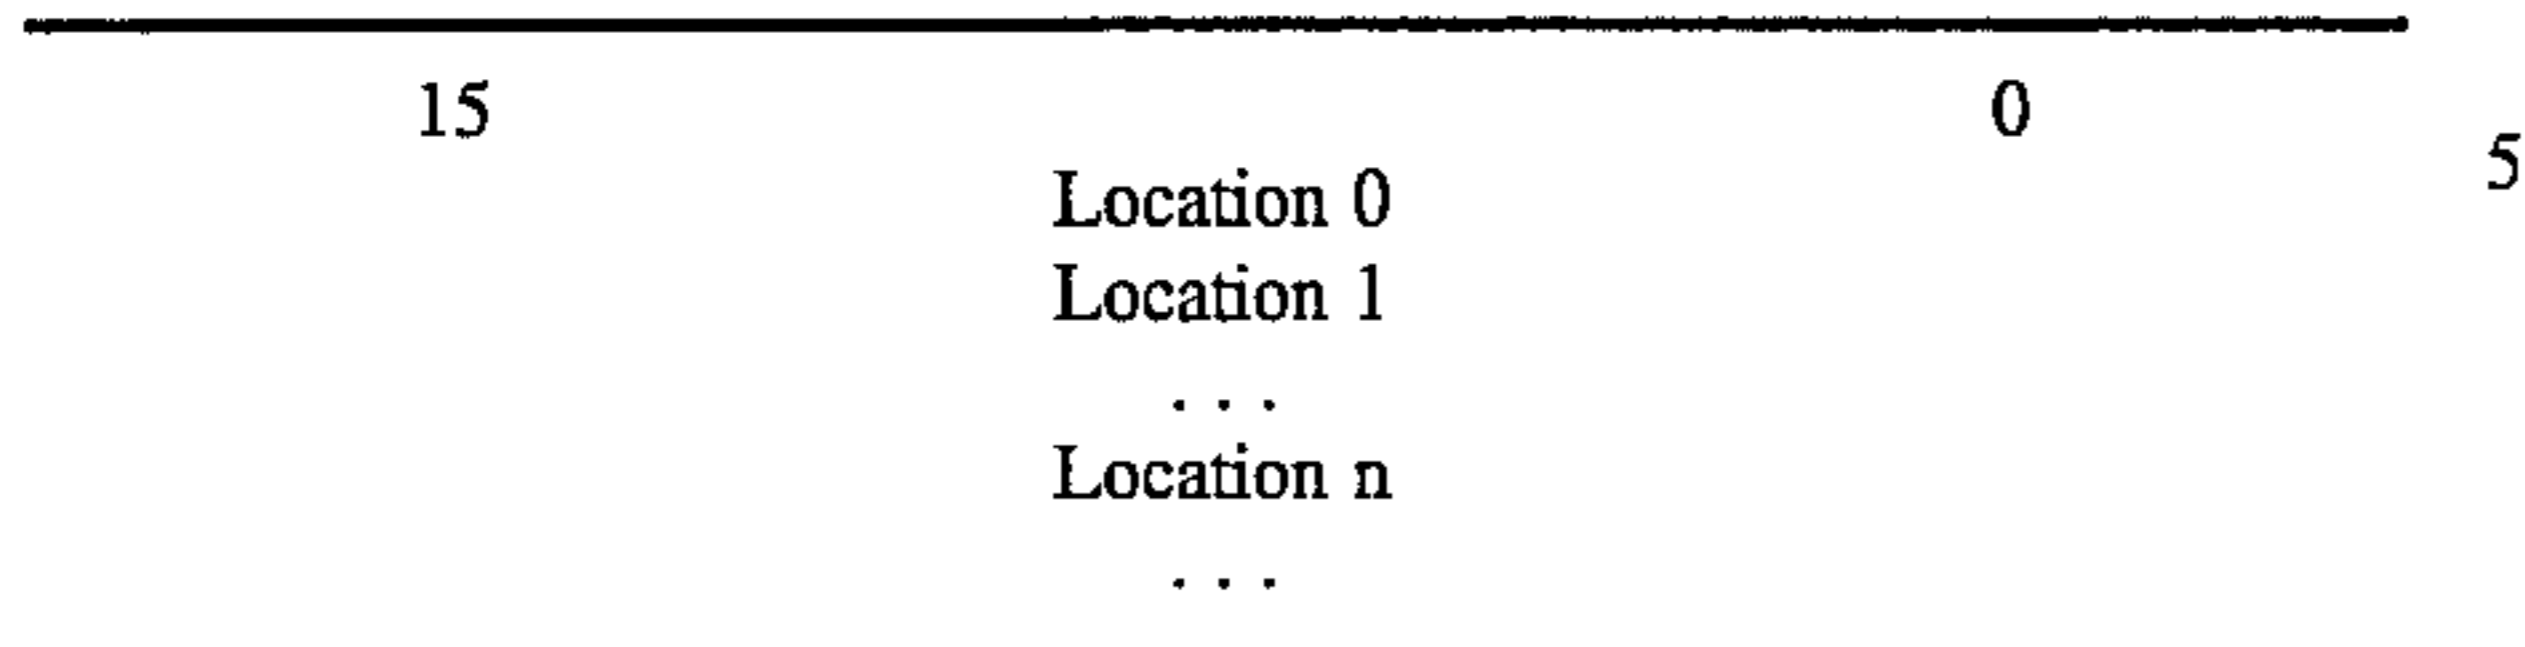 15 0
5
Location 0
Location 1
. . .
Location n
. . .